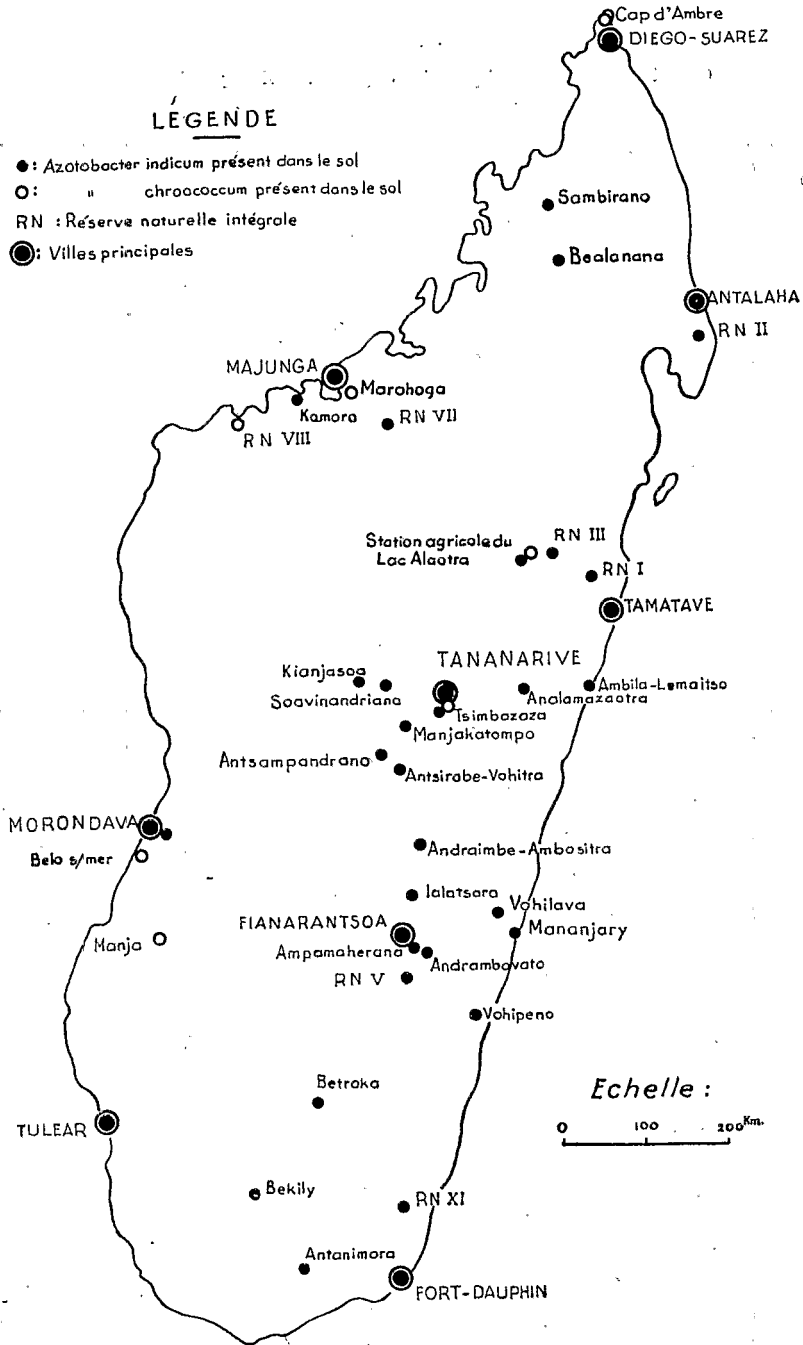 Cap d'Ambre
DIEGO-SUAREZ
LÉGENDE
: Azotobacter indicum présent dans le sol
: " chroococcum présent dans le sol
RN : Réserve naturelle intégrale
: Villes principales
Sambirano
Bealanana
ANTALAHA
RN II
MAJUNGA
Marohoga
Kamora
RN VII
RN VIII
Station agricole du
Lac Alaotra
RN III
RN I
TAMATAVE
TANANARIVE
Kianjasoa
Soavinandriana
Ambila-Lemaitso
Analamazaotra
Tsimbazaza
Manjakatompo
Antsampandrano
Antsirabe-Vohitra
MORONDAVA
Belo s/mer
Andraimbe-Ambositra
Ialatsara
Vohilava
FIANARANTSOA
Mananjary
Manja
Ampamaherana
Andrambovato
RN V
Vohipeno
Betroka
Echelle :
0 100 200 Km.
TULEAR
Bekily
RN XI
Antanimora
FORT-DAUPHIN